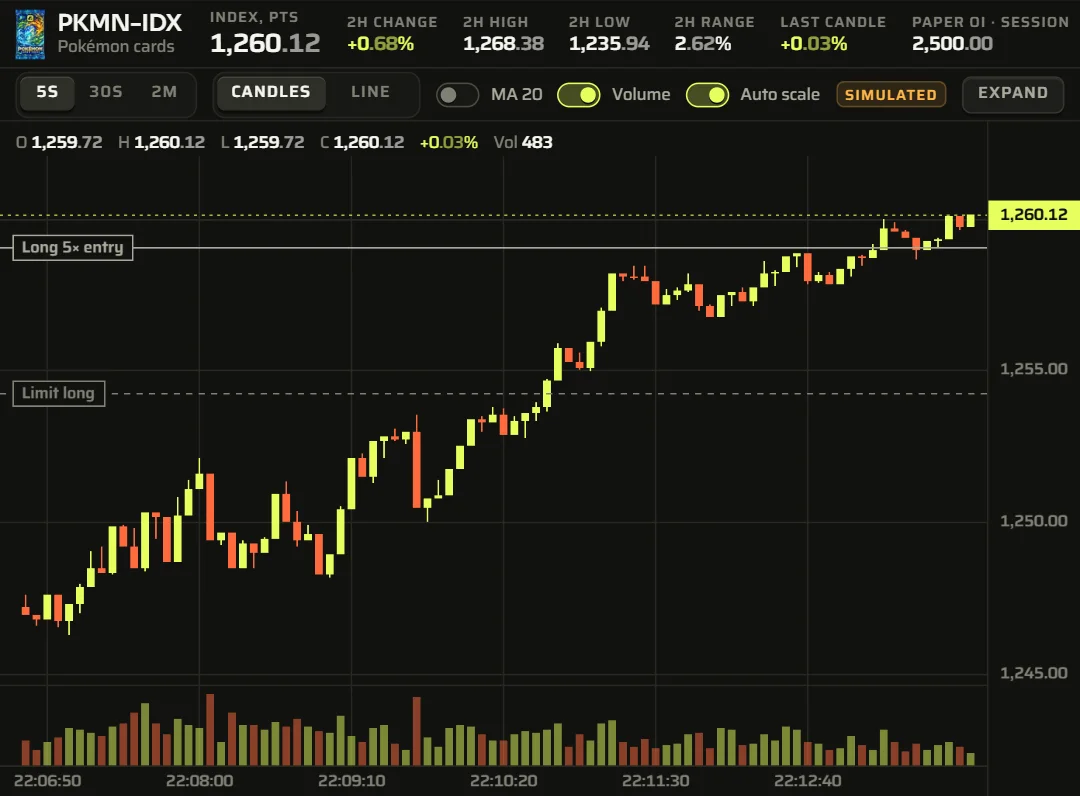 PKMN-IDX
Pokémon cards
INDEX, PTS
1,260.12
2H CHANGE
+0.68%
2H HIGH
1,268.38
2H LOW
1,235.94
2H RANGE
2.62%
LAST CANDLE
+0.03%
PAPER OI · SESSION
2,500.00
5S 30S 2M
CANDLES LINE
MA 20
Volume
Auto scale
SIMULATED
EXPAND
O 1,259.72 H 1,260.12 L 1,259.72 C 1,260.12 +0.03% Vol 483
1,260.12
Long 5× entry
1,255.00
Limit long
1,250.00
1,245.00
22:06:50 22:08:00 22:09:10 22:10:20 22:11:30 22:12:40